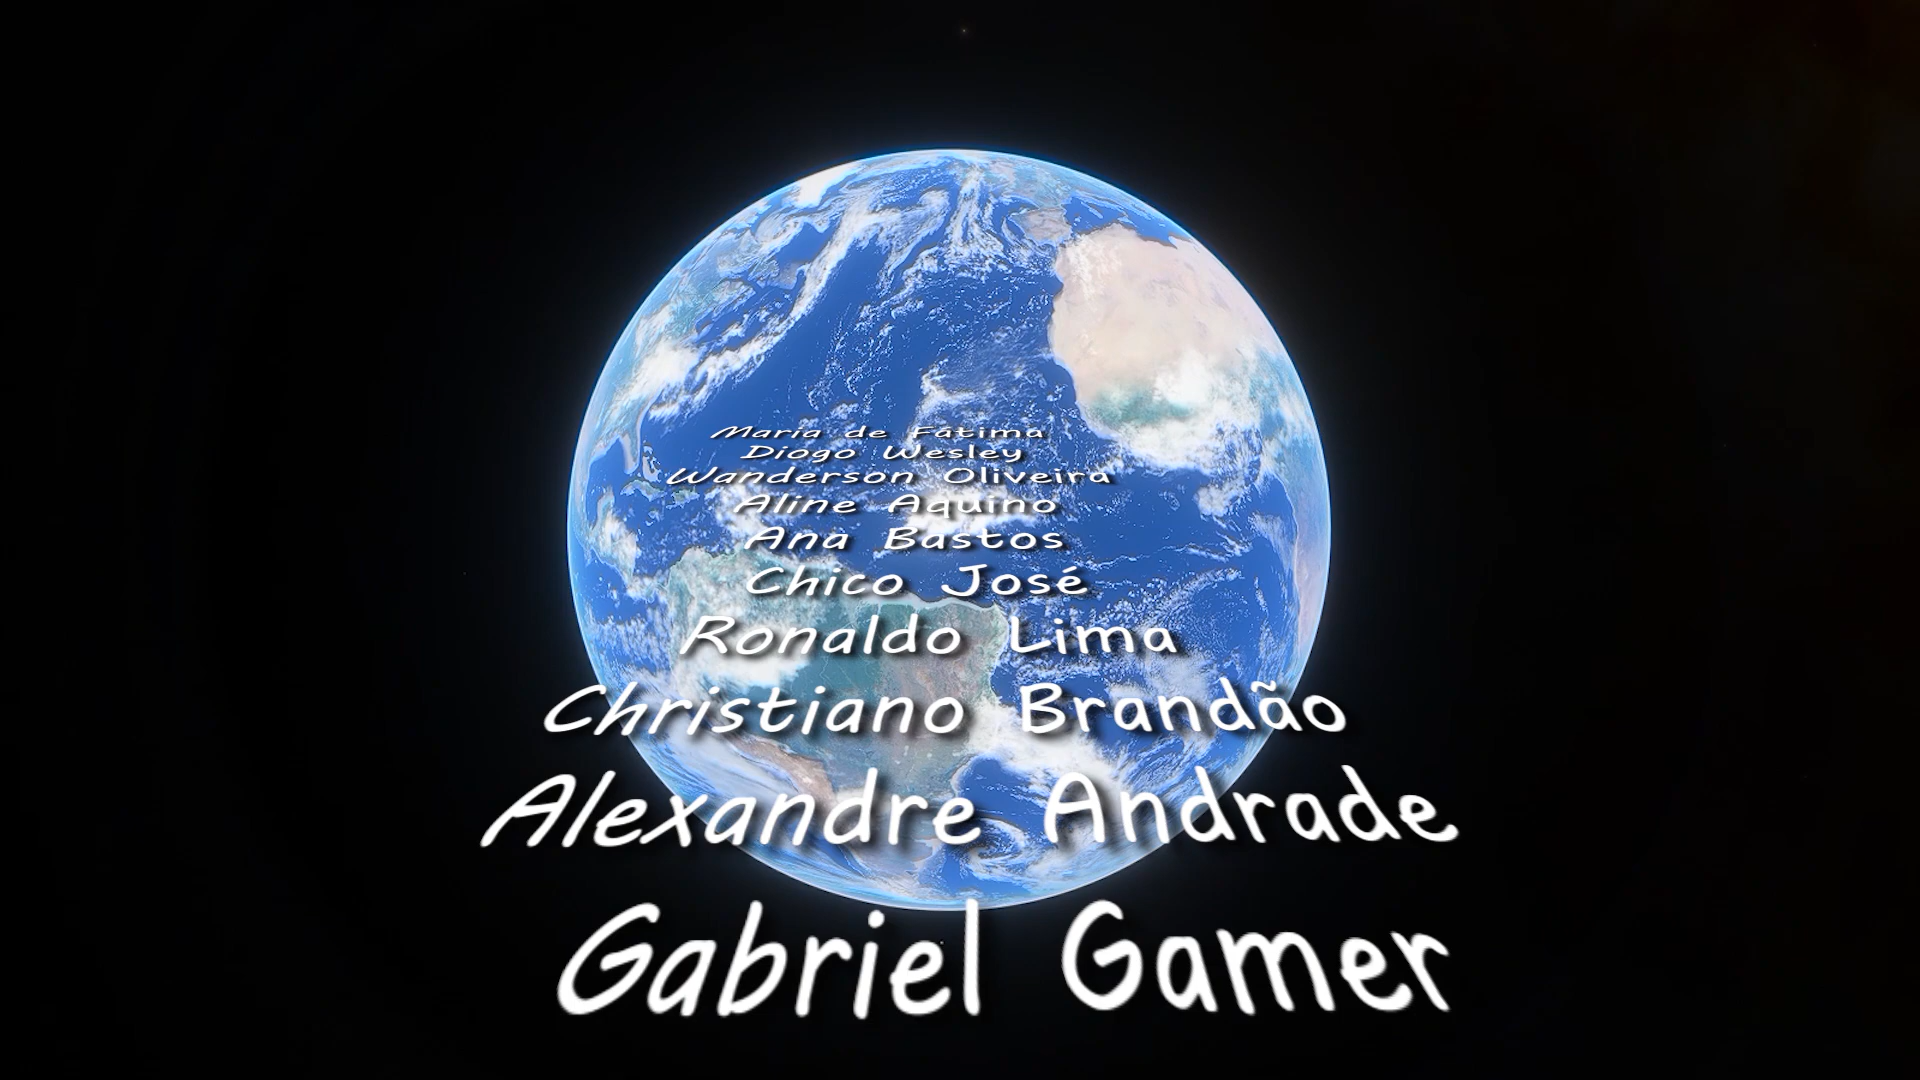 Maria de Fátima
Diogo Wesley
Wanderson Oliveira
Aline Aquino
Ana Bastos
Chico José
Ronaldo Lima
Christiano Brandão
Alexandre Andrade
Gabriel Gamer